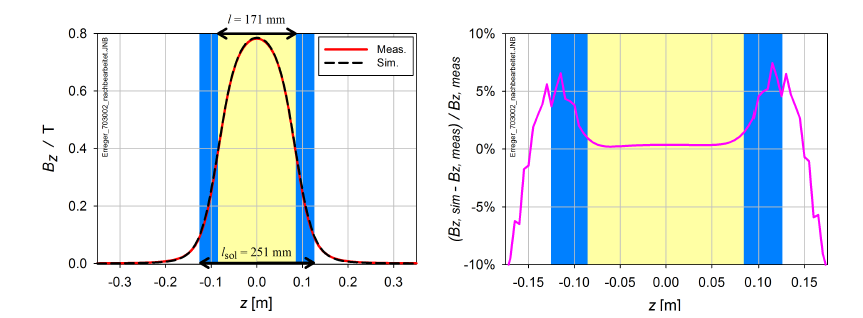 l = 171 mm
0.8
0.6
0.4
0.2
0.0
Bz / T
Erreger_703002_nachbearbeitet.JNB
Meas.
Sim.
lsol = 251 mm
-0.3 -0.2 -0.1 0.0 0.1 0.2 0.3
z [m]
10%
5%
0%
-5%
-10%
(Bz, sim - Bz, meas) / Bz, meas
Erreger_703002_nachbearbeitet.JNB
-0.15 -0.10 -0.05 0.00 0.05 0.10 0.15
z [m]